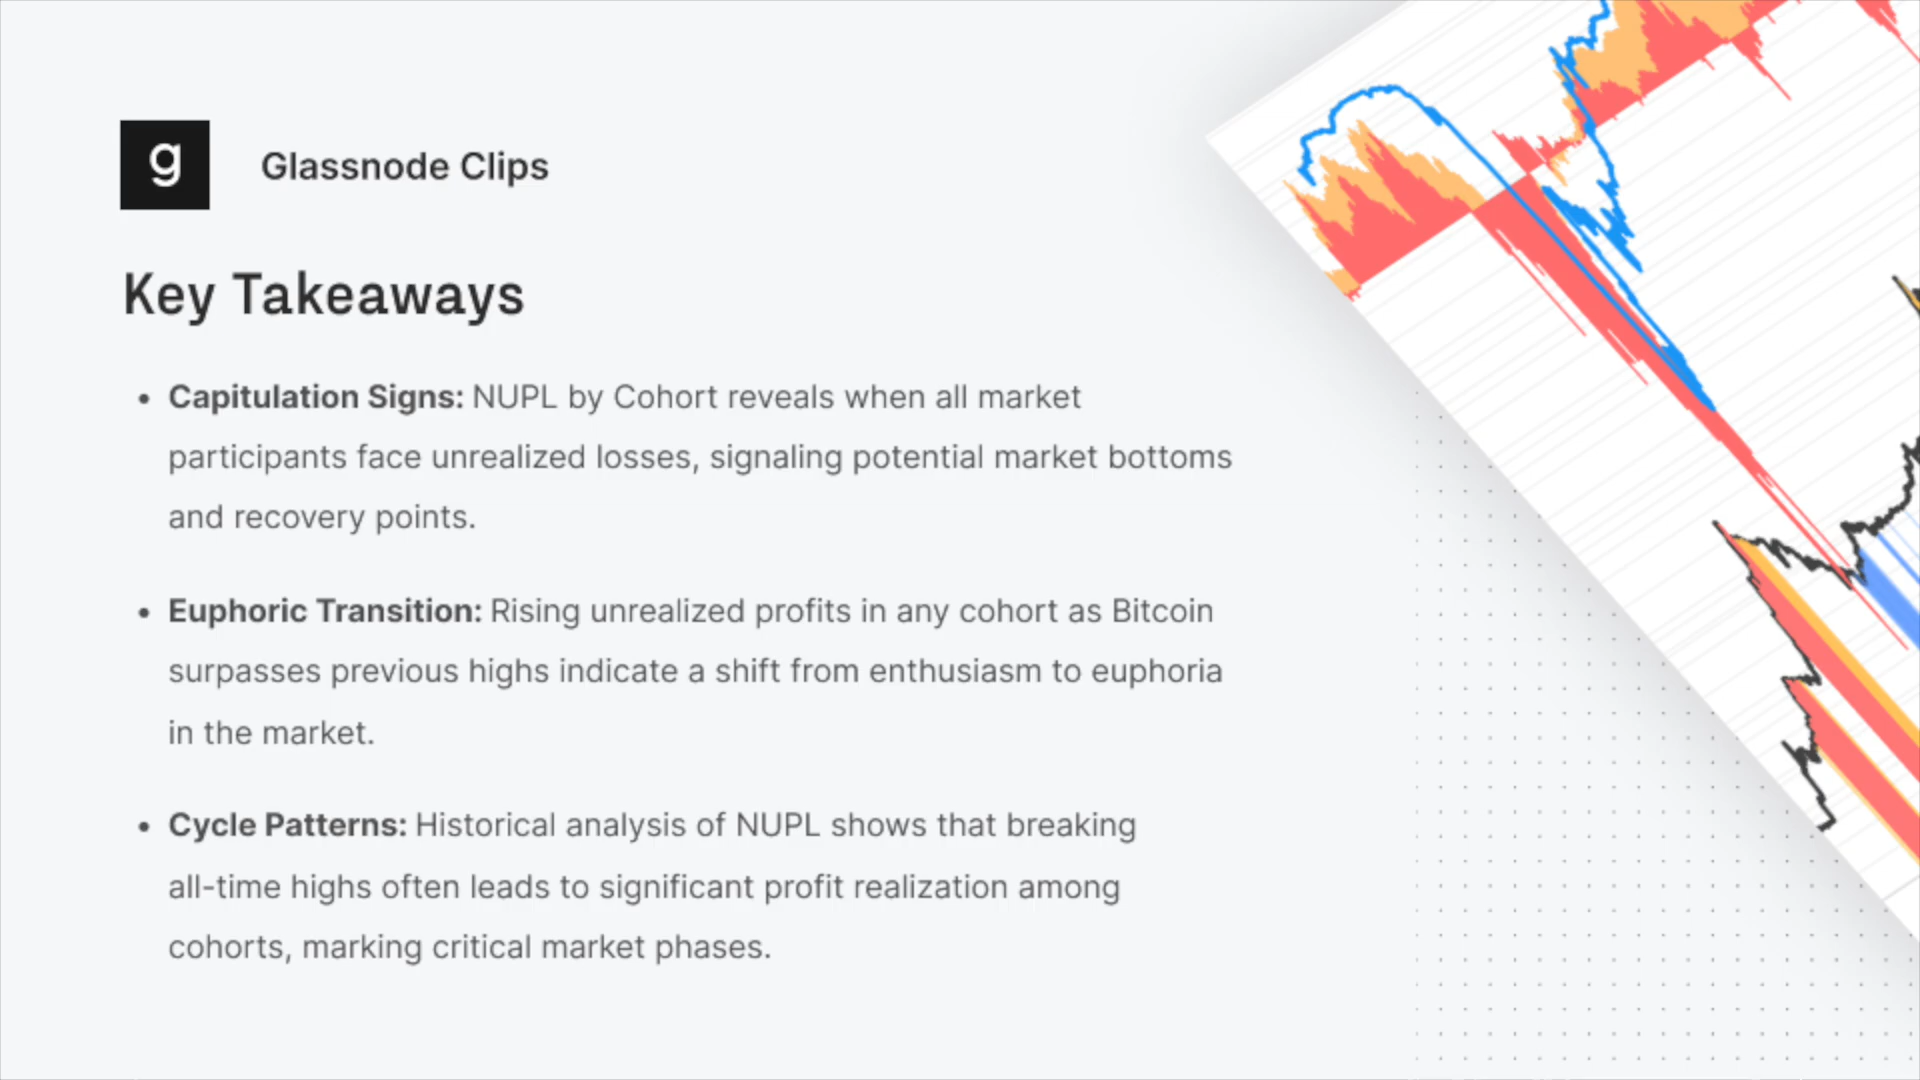 g
Glassnode Clips
Key Takeaways
• Capitulation Signs: NUPL by Cohort reveals when all market
participants face unrealized losses, signaling potential market bottoms
and recovery points.
• Euphoric Transition: Rising unrealized profits in any cohort as Bitcoin
surpasses previous highs indicate a shift from enthusiasm to euphoria
in the market.
• Cycle Patterns: Historical analysis of NUPL shows that breaking
all-time highs often leads to significant profit realization among
cohorts, marking critical market phases.